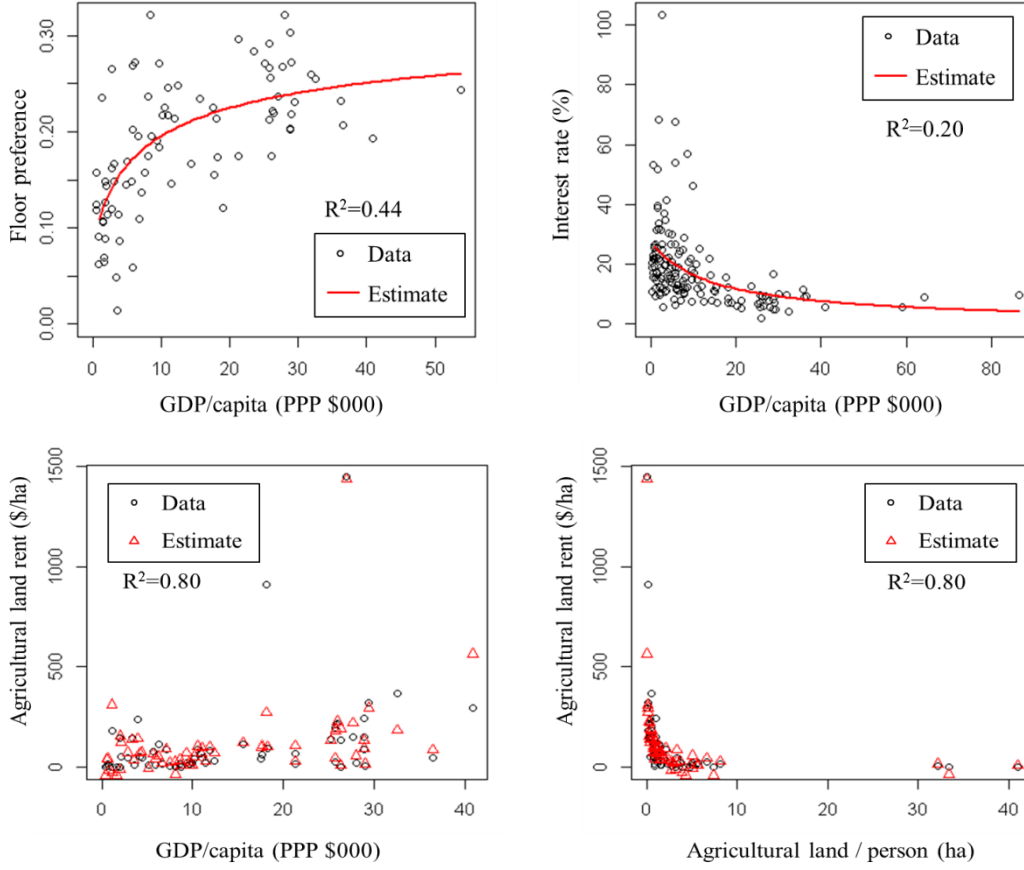 Floor preference
0.30
0.20
0.10
0.00
R²=0.44
Data
Estimate
0 10 20 30 40 50
GDP/capita (PPP $000)
Interest rate (%)
100
80
60
40
20
0
Data
Estimate
R²=0.20
0 20 40 60 80
GDP/capita (PPP $000)
Agricultural land rent ($/ha)
1500
1000
500
0
Data
Estimate
R²=0.80
0 10 20 30 40
GDP/capita (PPP $000)
Agricultural land rent ($/ha)
1500
1000
500
0
Data
Estimate
R²=0.80
0 10 20 30 40
Agricultural land / person (ha)